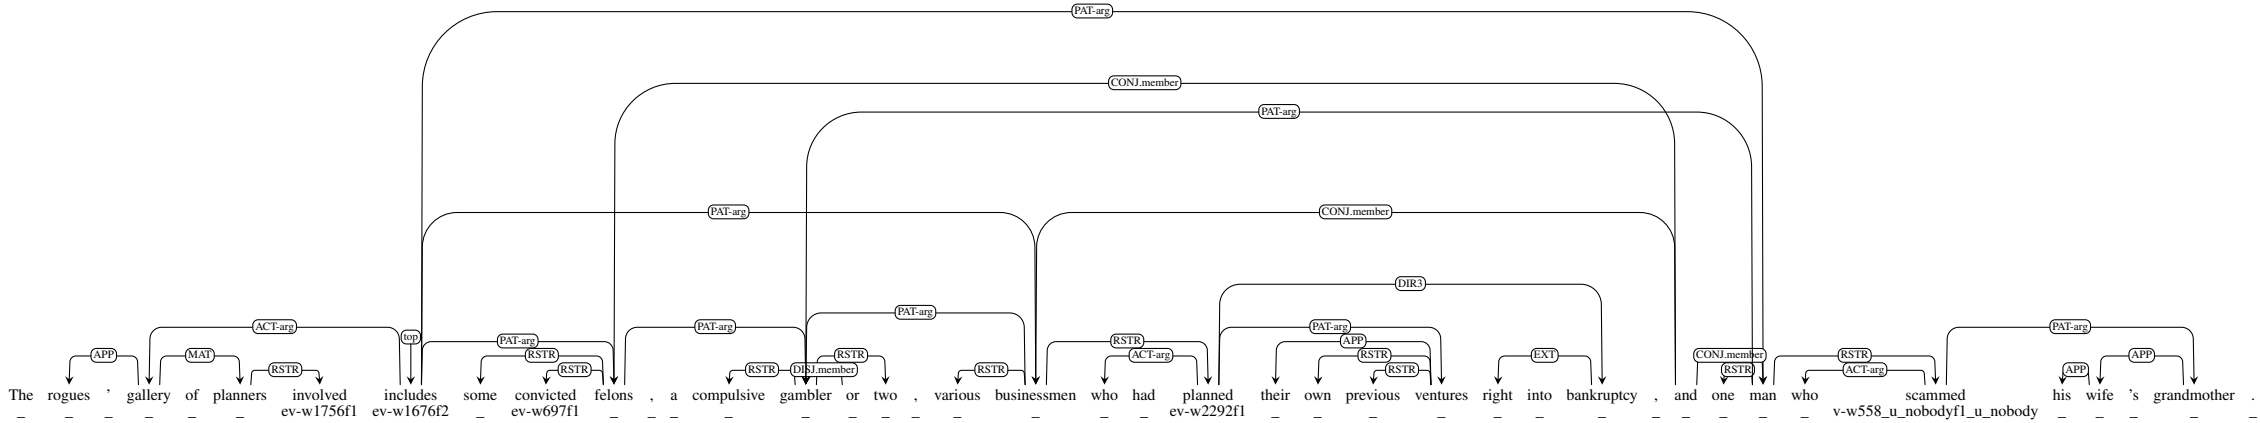 PAT-arg
CONJ.member
PAT-arg
PAT-arg CONJ.member
DIR3
PAT-arg
ACT-arg PAT-arg PAT-arg PAT-arg
top
PAT-arg RSTR APP
APP MAT RSTR RSTR ACT-arg RSTR EXT CONJ.member RSTR APP
RSTR RSTR RSTR DISJ.member RSTR RSTR RSTR ACT-arg APP
The rogues ' gallery of planners involved includes some convicted felons , a compulsive gambler or two , various businessmen who had planned their own previous ventures right into bankruptcy , and one man who scammed his wife 's grandmother .
_ _ _ _ _ _ ev-w1756f1 ev-w1676f2 _ ev-w697f1 _ _ _ _ _ _ _ _ _ _ _ _ ev-w2292f1 _ _ _ _ _ _ _ _ _ _ _ _ v-w558_u_nobodyf1_u_nobody _ _ _ _ _